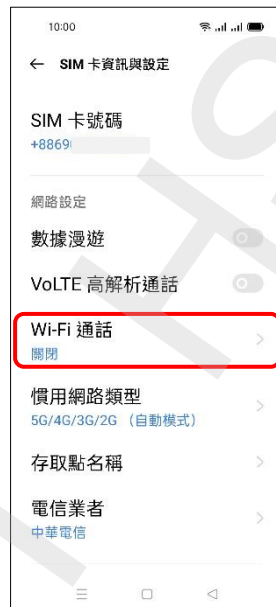 10:00
SIM 卡資訊與設定
SIM 卡號碼
+8869
網路設定
數據漫遊
VoLTE 高解析通話
Wi-Fi 通話
關閉
慣用網路類型
5G/4G/3G/2G （自動模式）
存取點名稱
電信業者
中華電信